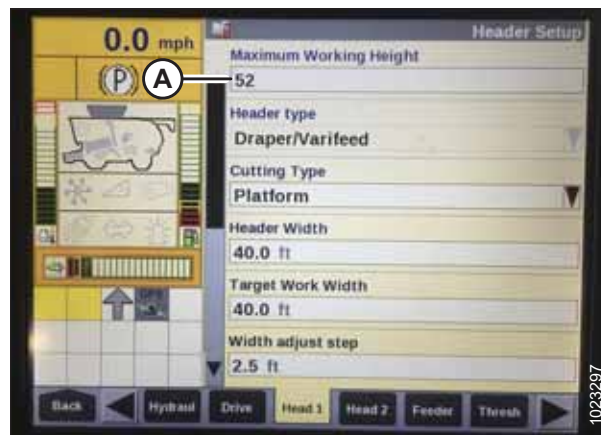 0.0 mph
Header Setup
(P)
A
Maximum Working Height
52
Header type
Draper/Varifeed
Cutting Type
Platform
Header Width
40.0 ft
Target Work Width
40.0 ft
Width adjust step
2.5 ft
Back
Hydraul
Drive
Head 1
Head 2
Feeder
Thresh
1023297